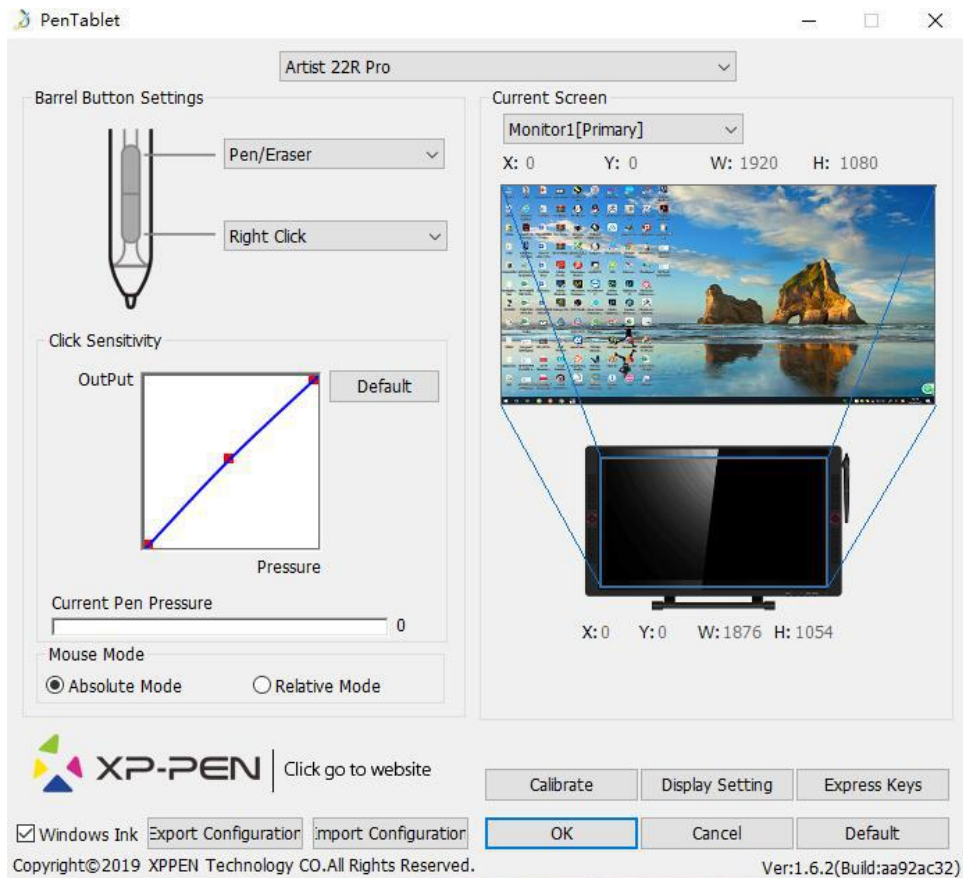 PenTablet
Artist 22R Pro
Barrel Button Settings
Pen/Eraser
Right Click
Click Sensitivity
OutPut
Default
Pressure
Current Pen Pressure
0
Mouse Mode
Absolute Mode
Relative Mode
Current Screen
Monitor1[Primary]
X: 0 Y: 0 W: 1920 H: 1080
X:0 Y:0 W:1876 H:1054
XP-PEN Click go to website
Calibrate Display Setting Express Keys
Windows Ink Export Configuration Import Configuration OK Cancel Default
Copyright©2019 XPPEN Technology CO.All Rights Reserved. Ver:1.6.2(Build:aa92ac32)